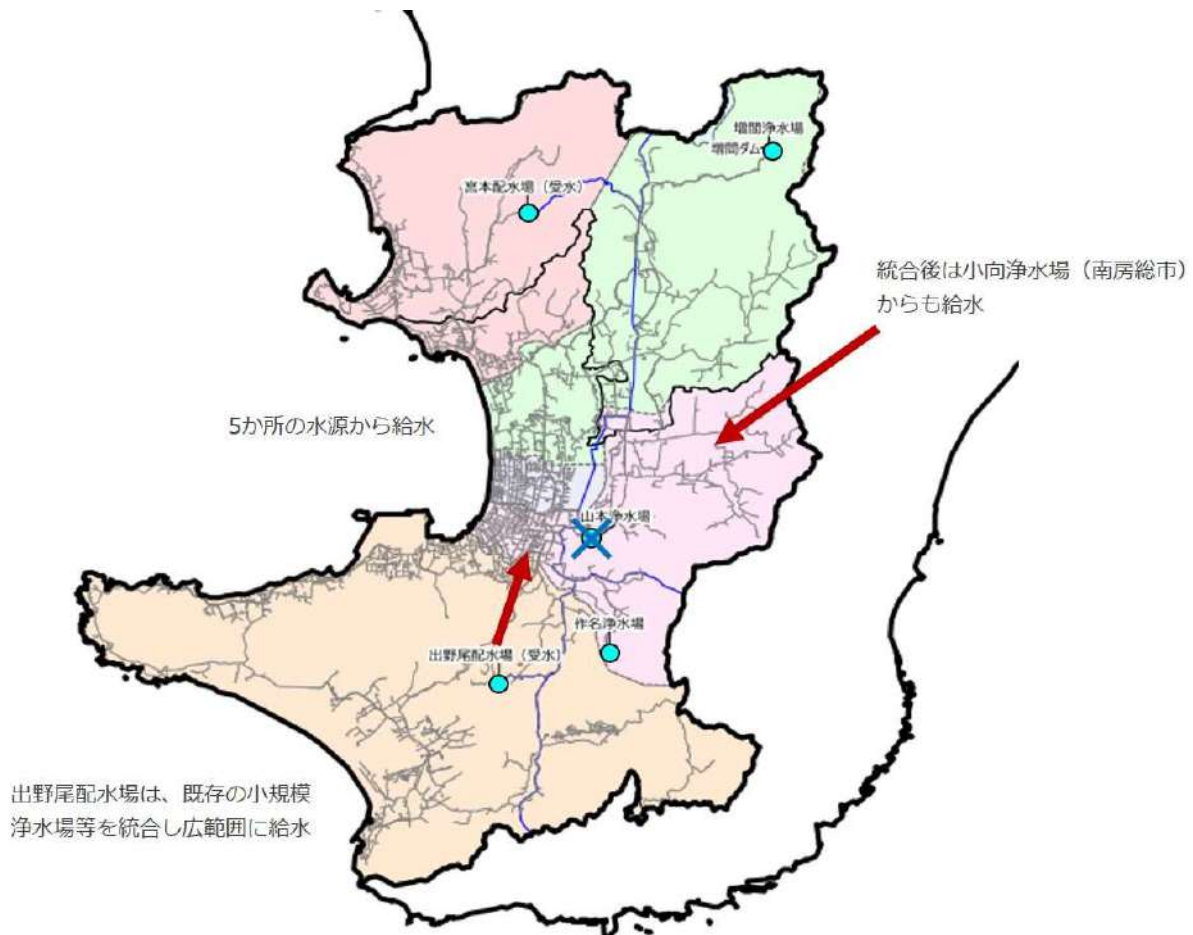 増間浄水場
増間ダム
宮本配水場（受水）
統合後は小向浄水場（南房総市）
からも給水
5か所の水源から給水
山本浄水場
作名浄水場
出野尾配水場（受水）
出野尾配水場は、既存の小規模
浄水場等を統合し広範囲に給水